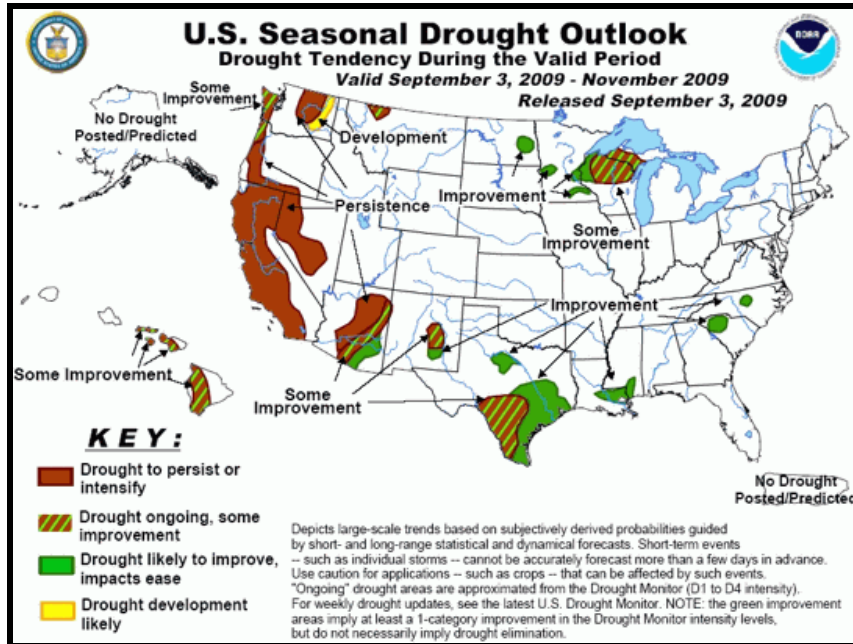 U.S. Seasonal Drought Outlook
Drought Tendency During the Valid Period
Valid September 3, 2009 - November 2009
Released September 3, 2009
NOAA
Some
Improvement
No Drought
Posted/Predicted
Development
Persistence
Improvement
Some
Improvement
Improvement
Some Improvement
Some
Improvement
No Drought
Posted/Predicted
KEY:
Drought to persist or
intensify
Drought ongoing, some
improvement
Drought likely to improve,
impacts ease
Drought development
likely
Depicts large-scale trends based on subjectively derived probabilities guided
by short- and long-range statistical and dynamical forecasts. Short-term events
-- such as individual storms -- cannot be accurately forecast more than a few days in advance.
Use caution for applications -- such as crops -- that can be affected by such events.
"Ongoing" drought areas are approximated from the Drought Monitor (D1 to D4 intensity).
For weekly drought updates, see the latest U.S. Drought Monitor. NOTE: the green improvement
areas imply at least a 1-category improvement in the Drought Monitor intensity levels,
but do not necessarily imply drought elimination.